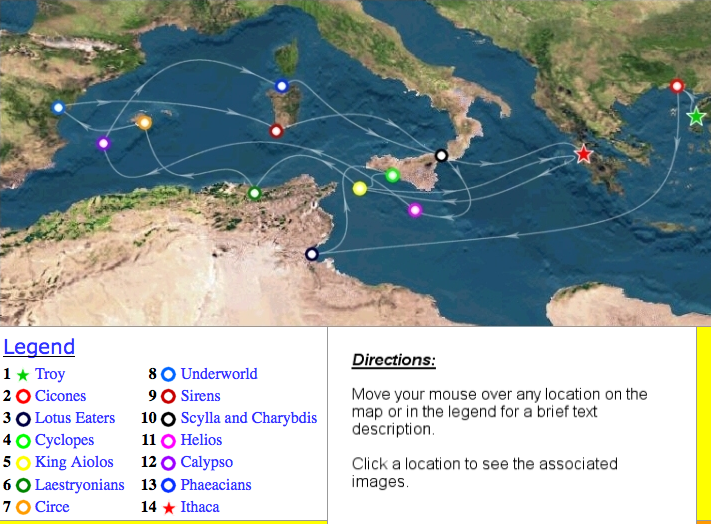 Legend
1 Troy
2 Cicones
3 Lotus Eaters
4 Cyclopes
5 King Aiolos
6 Laestryonians
7 Circe
8 Underworld
9 Sirens
10 Scylla and Charybdis
11 Helios
12 Calypso
13 Phaeacians
14 Ithaca
Directions:
Move your mouse over any location on the
map or in the legend for a brief text
description.
Click a location to see the associated
images.